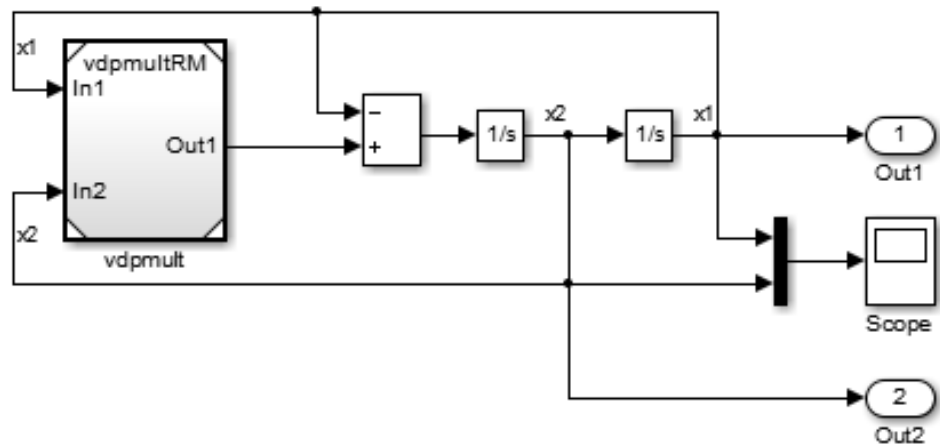 x1
vdpmultRM
In1
Out1
In2
x2
vdpmult
−
+
1/s
x2
1/s
x1
1
Out1
Scope
2
Out2